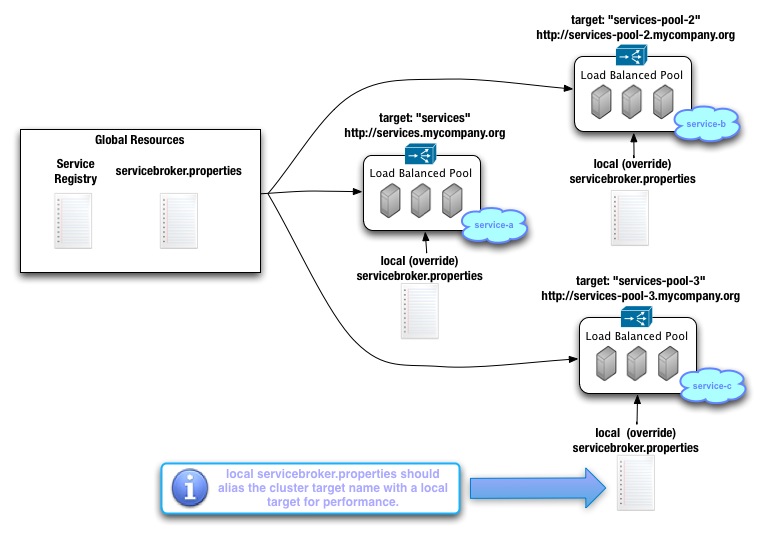 target: "services-pool-2"
http://services-pool-2.mycompany.org
Load Balanced Pool
service-b
local (override)
servicebroker.properties
target: "services"
http://services.mycompany.org
Load Balanced Pool
service-a
local (override)
servicebroker.properties
Global Resources
Service
Registry
servicebroker.properties
target: "services-pool-3"
http://services-pool-3.mycompany.org
Load Balanced Pool
service-c
local (override)
servicebroker.properties
local servicebroker.properties should
alias the cluster target name with a local
target for performance.